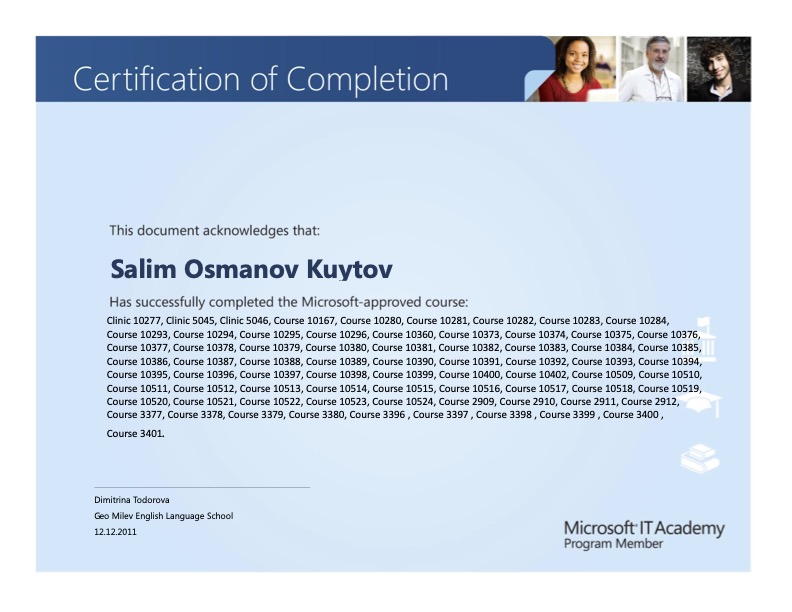 Certification of Completion
This document acknowledges that:
Salim Osmanov Kuytov
Has successfully completed the Microsoft-approved course:
Clinic 10277, Clinic 5045, Clinic 5046, Course 10167, Course 10280, Course 10281, Course 10282, Course 10283, Course 10284,
Course 10293, Course 10294, Course 10295, Course 10296, Course 10360, Course 10373, Course 10374, Course 10375, Course 10376,
Course 10377, Course 10378, Course 10379, Course 10380, Course 10381, Course 10382, Course 10383, Course 10384, Course 10385,
Course 10386, Course 10387, Course 10388, Course 10389, Course 10390, Course 10391, Course 10392, Course 10393, Course 10394,
Course 10395, Course 10396, Course 10397, Course 10398, Course 10399, Course 10400, Course 10402, Course 10509, Course 10510,
Course 10511, Course 10512, Course 10513, Course 10514, Course 10515, Course 10516, Course 10517, Course 10518, Course 10519,
Course 10520, Course 10521, Course 10522, Course 10523, Course 10524, Course 2909, Course 2910, Course 2911, Course 2912,
Course 3377, Course 3378, Course 3379, Course 3380, Course 3396 , Course 3397 , Course 3398 , Course 3399 , Course 3400 ,
Course 3401.
Dimitrina Todorova
Geo Milev English Language School
12.12.2011
Microsoft IT Academy
Program Member